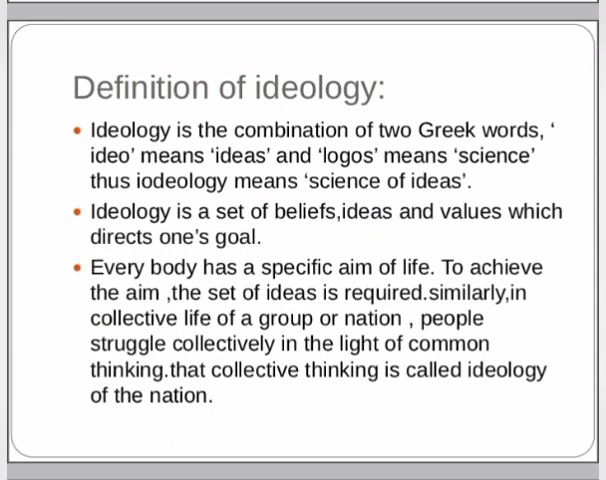 Definition of ideology:
• Ideology is the combination of two Greek words, ‘
ideo’ means ‘ideas’ and ‘logos’ means ‘science’
thus iodeology means ‘science of ideas’.
• Ideology is a set of beliefs,ideas and values which
directs one’s goal.
• Every body has a specific aim of life. To achieve
the aim ,the set of ideas is required.similarly,in
collective life of a group or nation , people
struggle collectively in the light of common
thinking.that collective thinking is called ideology
of the nation.